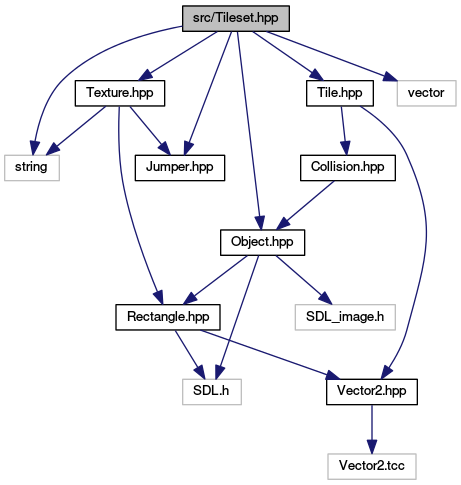 src/Tileset.hpp
Texture.hpp
Tile.hpp
vector
string
Jumper.hpp
Collision.hpp
Object.hpp
Rectangle.hpp
SDL_image.h
SDL.h
Vector2.hpp
Vector2.tcc